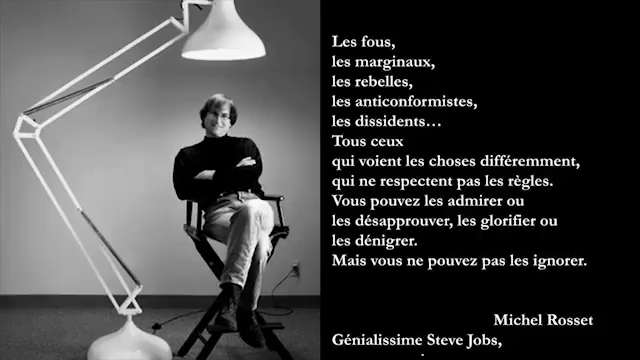 Les fous,
les marginaux,
les rebelles,
les anticonformistes,
les dissidents…
Tous ceux
qui voient les choses différemment,
qui ne respectent pas les règles.
Vous pouvez les admirer ou
les désapprouver, les glorifier ou
les dénigrer.
Mais vous ne pouvez pas les ignorer.
Michel Rosset
Génialissime Steve Jobs,